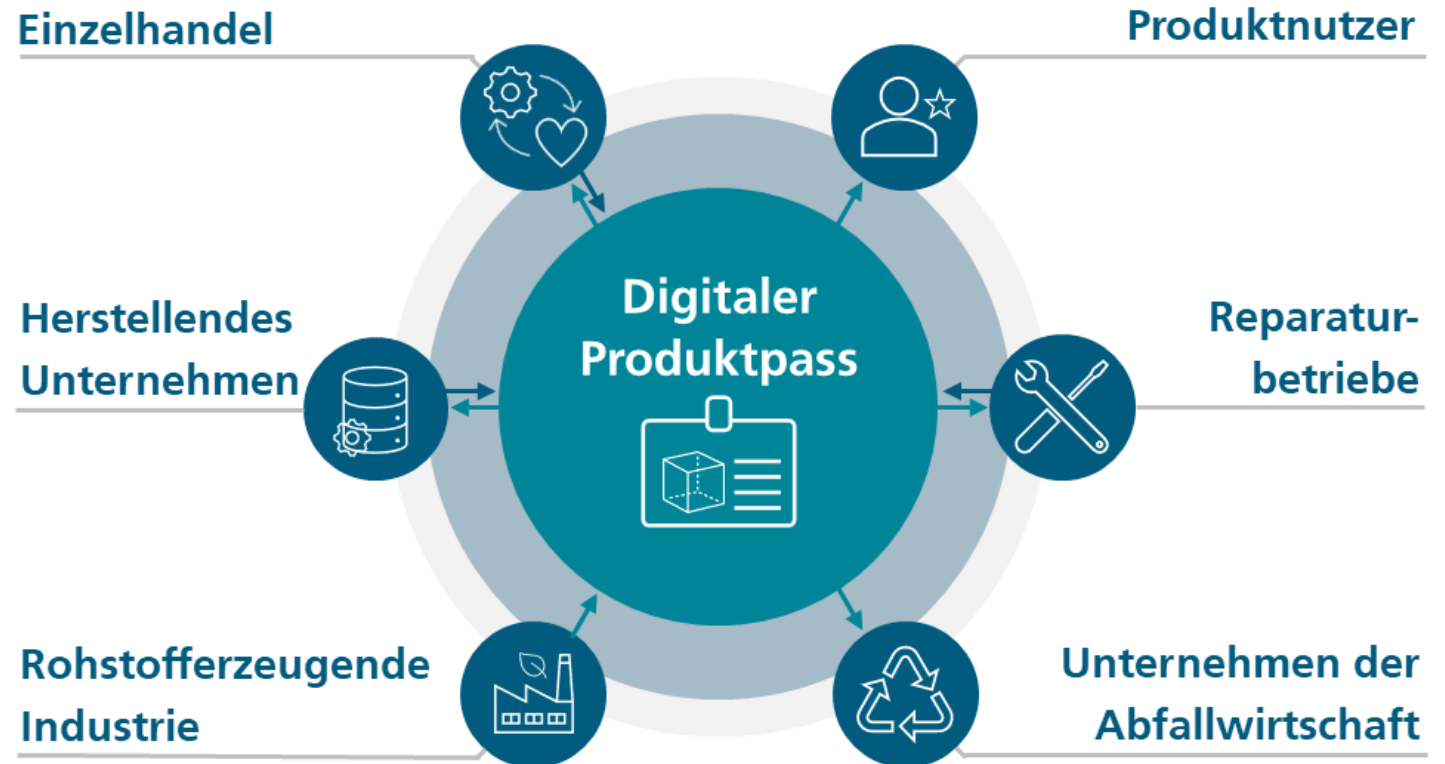 Einzelhandel
Produktnutzer
Digitaler
Produktpass
Herstellendes
Unternehmen
Reparatur-
betriebe
Rohstofferzeugende
Industrie
Unternehmen der
Abfallwirtschaft